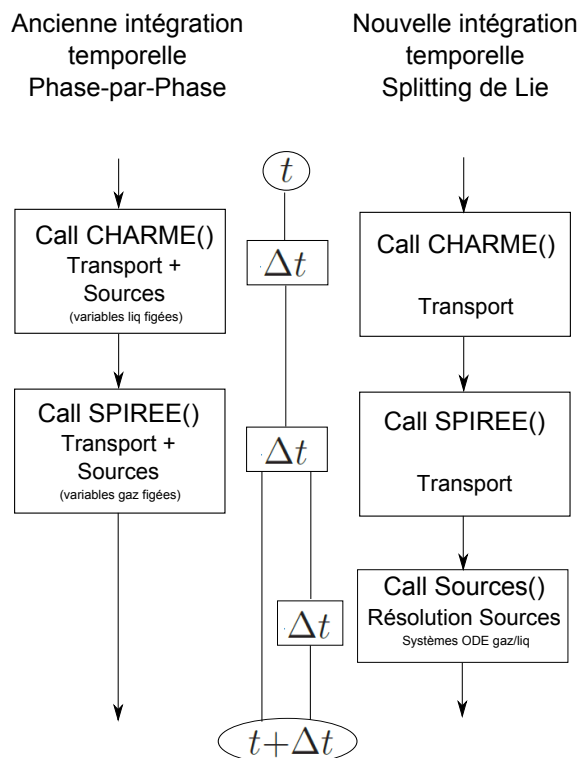 Ancienne intégration
temporelle
Phase-par-Phase
Nouvelle intégration
temporelle
Splitting de Lie
t
Call CHARME()
Transport +
Sources
(variables liq figées)
Δt
Call CHARME()
Transport
Call SPIREE()
Transport +
Sources
(variables gaz figées)
Δt
Call SPIREE()
Transport
Δt
Call Sources()
Résolution Sources
Systèmes ODE gaz/liq
t+Δt